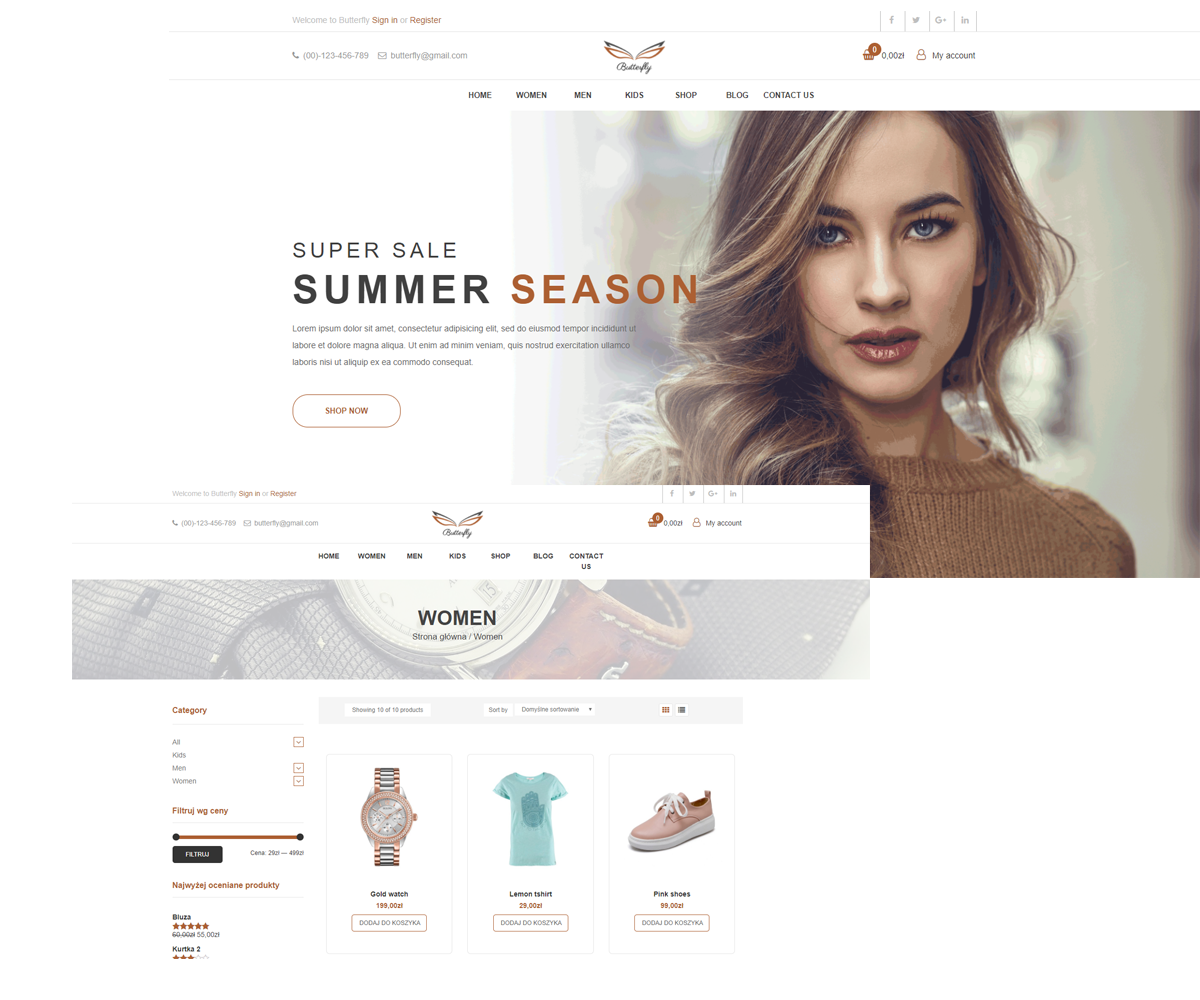 Welcome to Butterfly Sign in or Register
(00)-123-456-789 butterfly@gmail.com
Butterfly
0
0,00zł
My account
HOME WOMEN MEN KIDS SHOP BLOG CONTACT US
SUPER SALE
SUMMER SEASON
Lorem ipsum dolor sit amet, consectetur adipisicing elit, sed do eiusmod tempor incididunt ut
labore et dolore magna aliqua. Ut enim ad minim veniam, quis nostrud exercitation ullamco
laboris nisi ut aliquip ex ea commodo consequat.
SHOP NOW
Welcome to Butterfly Sign in or Register
(00)-123-456-789 butterfly@gmail.com
Butterfly
0
0,00zł
My account
HOME WOMEN MEN KIDS SHOP BLOG CONTACT
US
WOMEN
Strona główna / Women
Category
All
Kids
Men
Women
Filtruj wg ceny
FILTRUJ
Cena: 29zł — 499zł
Najwyżej oceniane produkty
Bluza
60,00zł 55,00zł
Kurtka 2
Showing 10 of 10 products
Sort by Domyślne sortowanie
Gold watch
199,00zł
DODAJ DO KOSZYKA
Lemon tshirt
29,00zł
DODAJ DO KOSZYKA
Pink shoes
99,00zł
DODAJ DO KOSZYKA